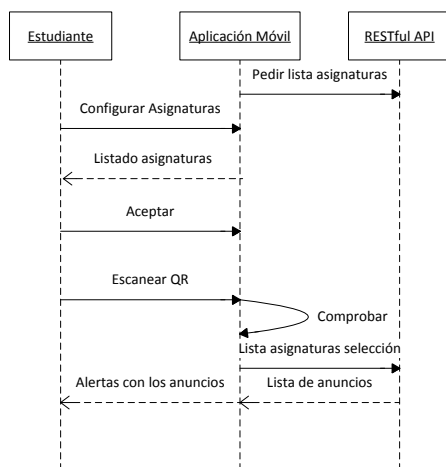 Estudiante
Aplicación Móvil
RESTful API
Pedir lista asignaturas
Configurar Asignaturas
Listado asignaturas
Aceptar
Escanear QR
Comprobar
Lista asignaturas selección
Alertas con los anuncios
Lista de anuncios